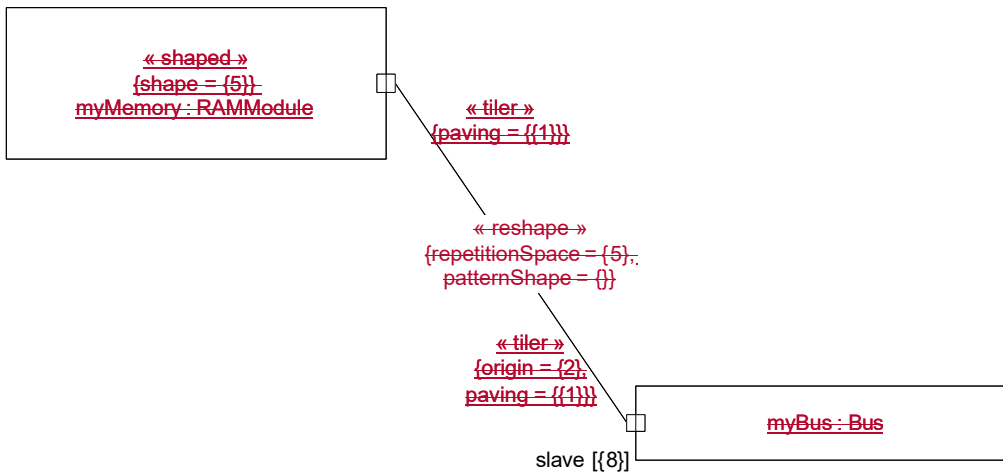 « shaped »
{shape = {5}}
myMemory : RAMModule
« tiler »
{paving = {{1}}}
« reshape »
{repetitionSpace = {5},
patternShape = {}}
« tiler »
{origin = {2},
paving = {{1}}}
myBus : Bus
slave [{8}]